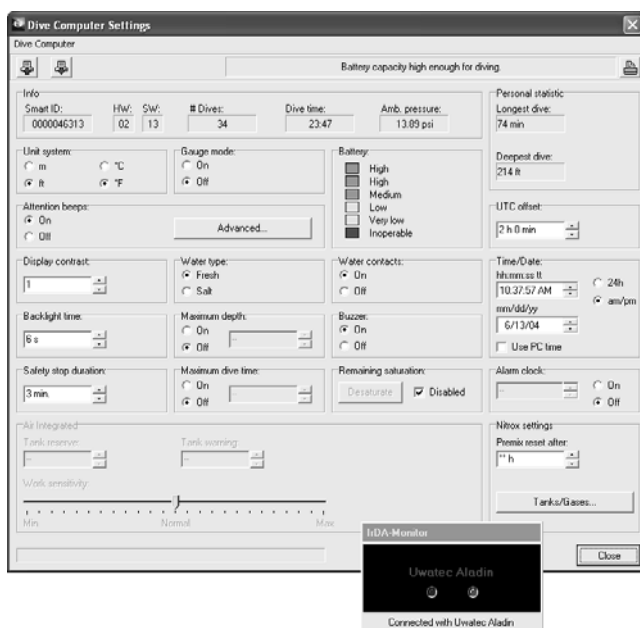 Dive Computer Settings
Dive Computer
Battery capacity high enough for diving.
Info
Smart ID: HW: SW: # Dives: Dive time: Amb. pressure:
0000046313 02 13 34 23:47 13.09 psi
Personal statistic
Longest dive:
74 min
Deepest dive:
214 ft
Unit system:
m °C
ft °F
Gauge mode:
On
Off
Battery:
High
High
Medium
Low
Very low
Inoperable
Attention beeps:
On
Off
Advanced...
UTC offset:
2 h 0 min
Display contrast:
1
Water type:
Fresh
Salt
Water contacts:
On
Off
Time/Date:
hh:mm:ss tt
10:37:57 AM
24h
am/pm
mm/dd/yy
6/13/04
Use PC time
Backlight time:
6 s
Maximum depth:
On
Off
--
Buzzer:
On
Off
Safety stop duration:
3 min
Maximum dive time:
On
Off
--
Remaining saturation:
Desaturate Disabled
Alarm clock:
--
On
Off
Air Integrated
Tank reserve: Tank warning:
-- --
Work sensitivity:
Min Normal Max
Nitrox settings
Premix reset after:
** h
Tanks/Gases...
Close
IrDA-Monitor
Uwatec Aladin
Connected with Uwatec Aladin